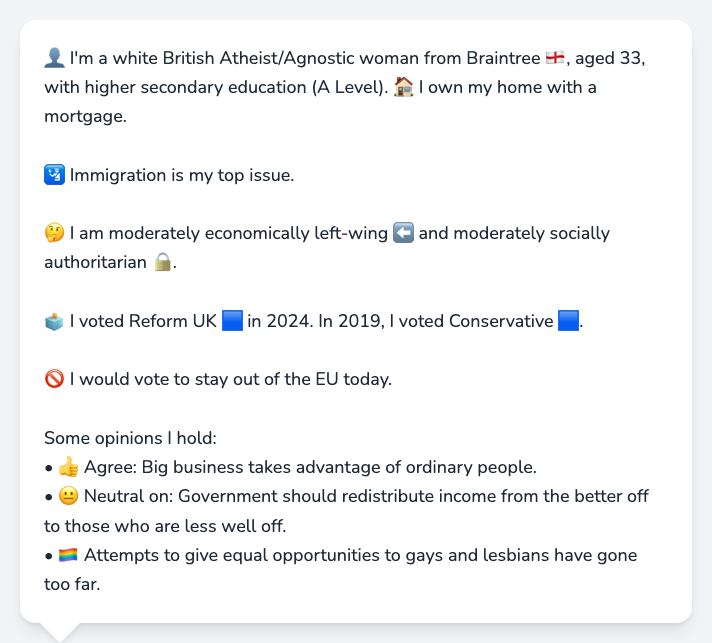 👤 I'm a white British Atheist/Agnostic woman from Braintree 🏴󠁧󠁢󠁥󠁮󠁧󠁿, aged 33,
with higher secondary education (A Level). 🏠 I own my home with a
mortgage.
🛂 Immigration is my top issue.
🤔 I am moderately economically left-wing ⬅️ and moderately socially
authoritarian 🔒.
🗳️ I voted Reform UK 🟦 in 2024. In 2019, I voted Conservative 🟦.
🚫 I would vote to stay out of the EU today.
Some opinions I hold:
• 👍 Agree: Big business takes advantage of ordinary people.
• 😐 Neutral on: Government should redistribute income from the better off
to those who are less well off.
• 🏳️‍🌈 Attempts to give equal opportunities to gays and lesbians have gone
too far.